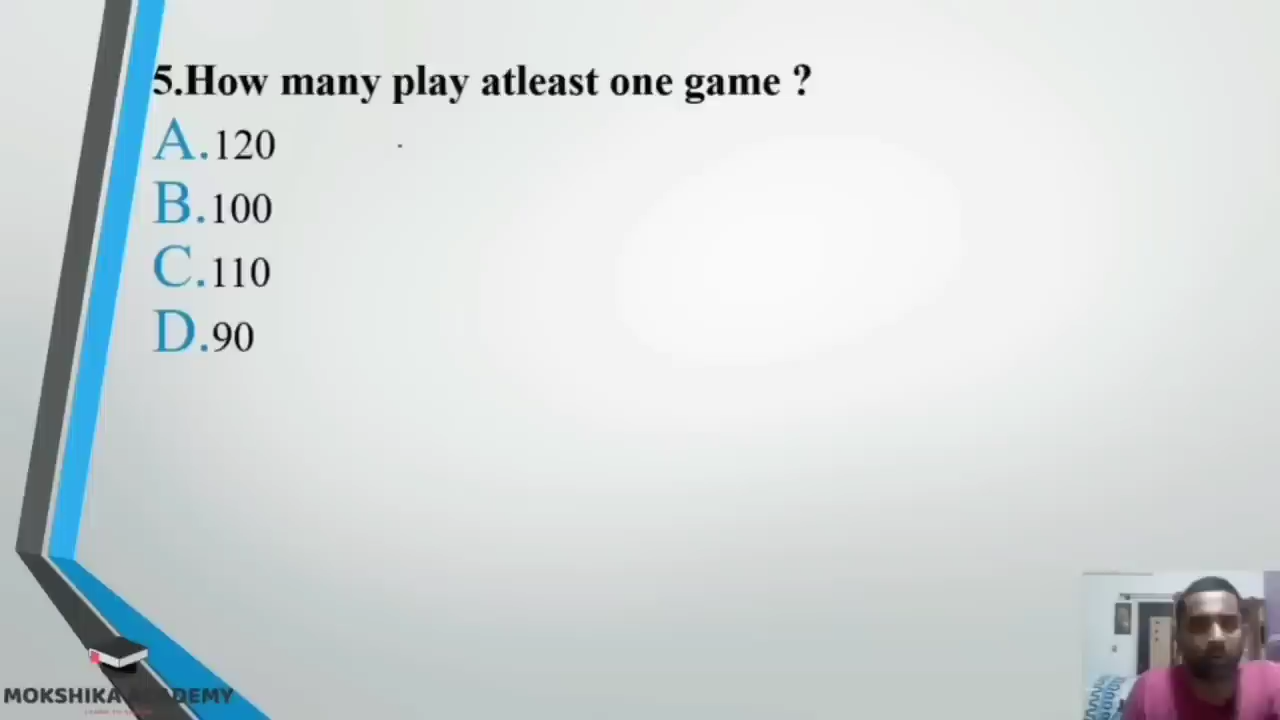 5.How many play atleast one game ?
A.120
B.100
C.110
D.90
MOKSHIKA ACADEMY